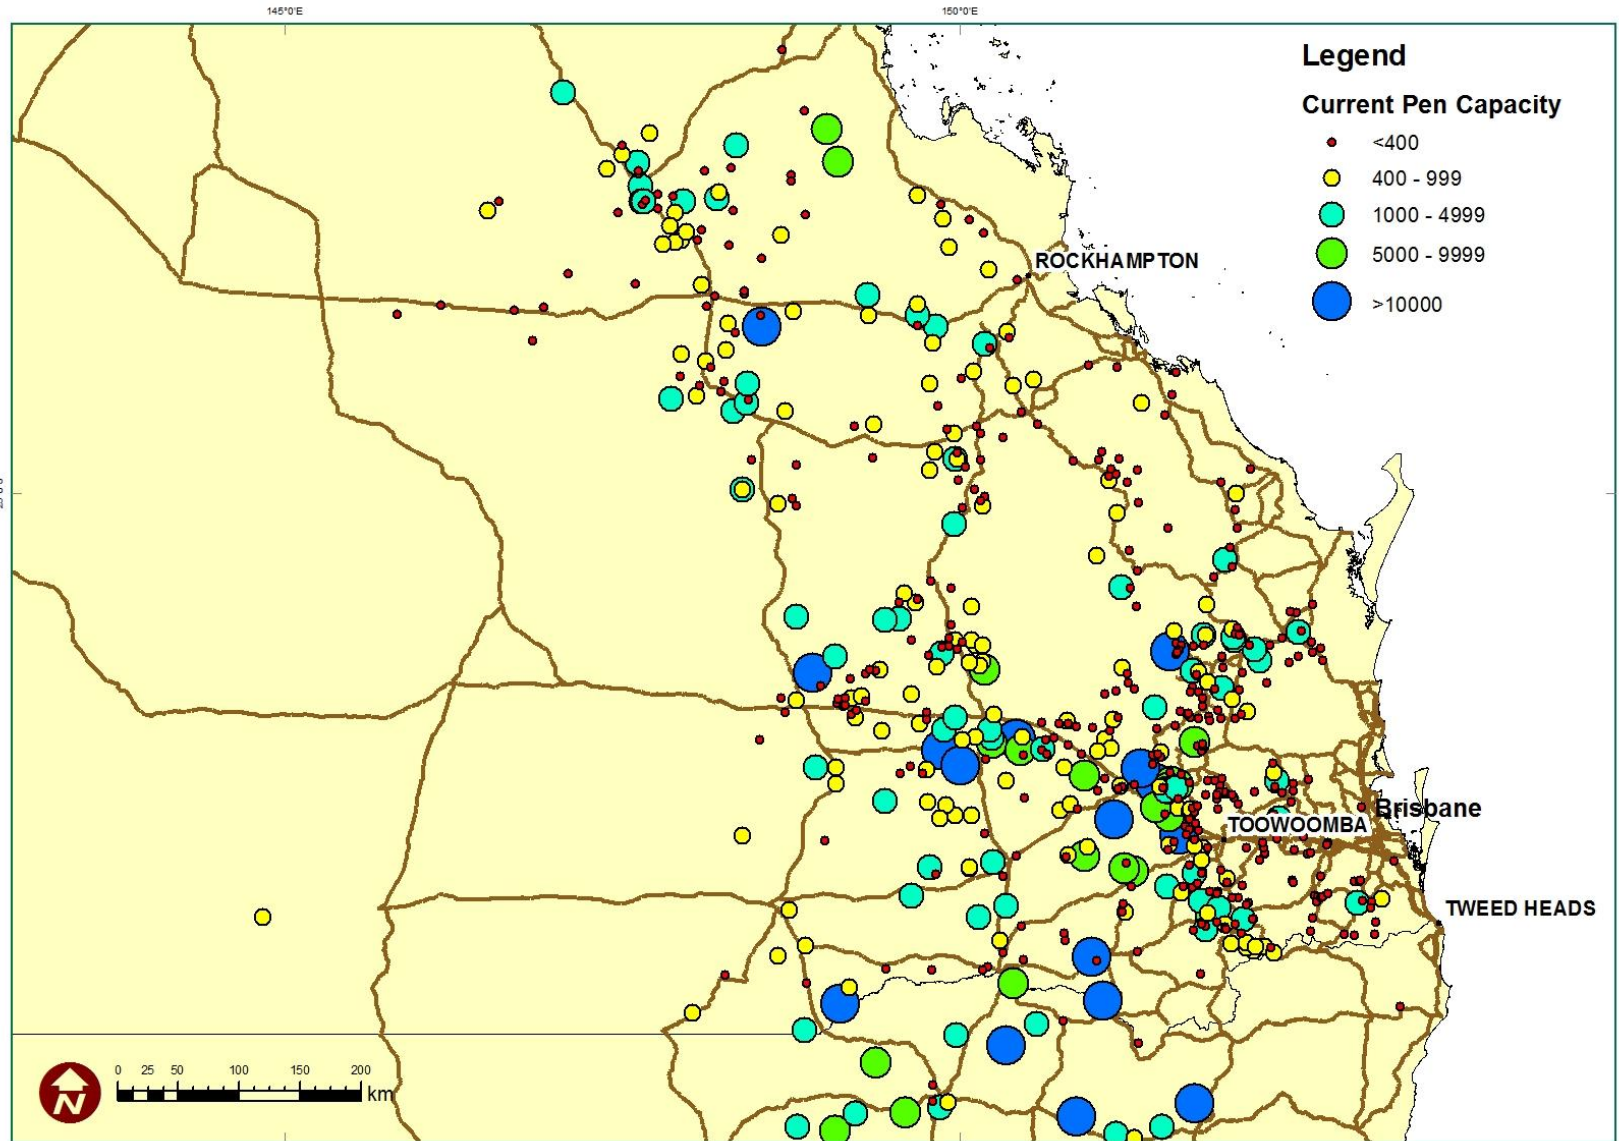 145°0'E
150°0'E
Legend
Current Pen Capacity
<400
400 - 999
1000 - 4999
5000 - 9999
>10000
ROCKHAMPTON
Brisbane
TOOWOOMBA
TWEED HEADS
0 25 50 100 150 200
km
N